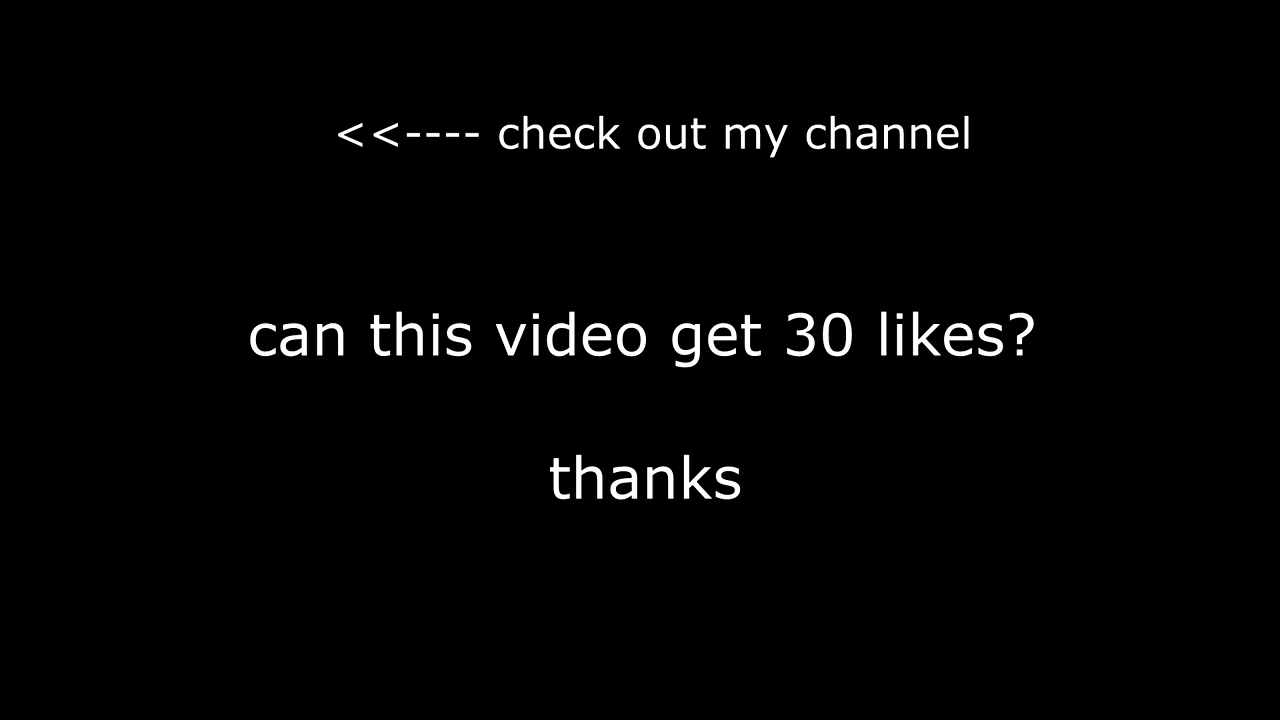 <<---- check out my channel
can this video get 30 likes?
thanks